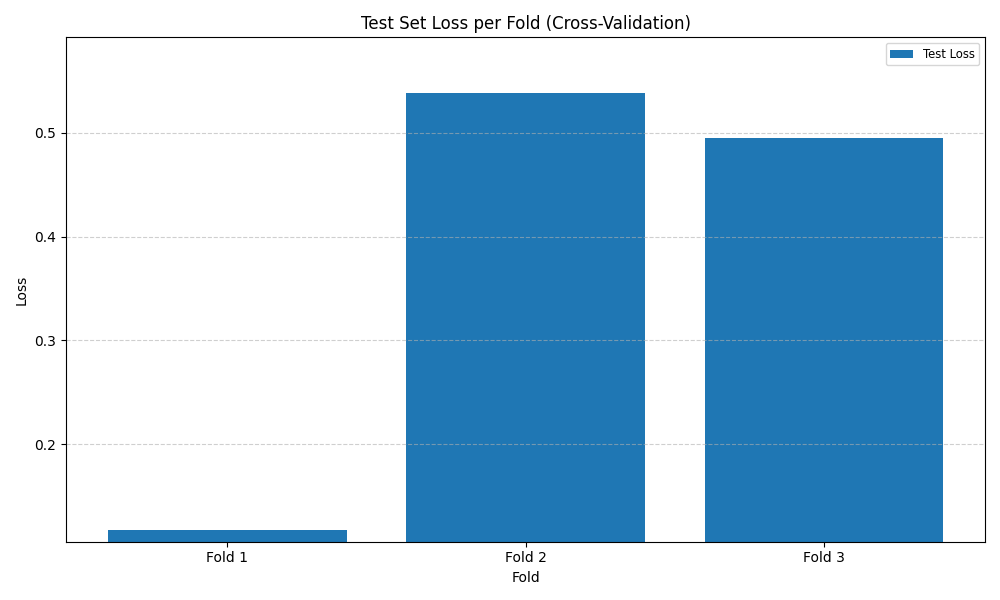 Test Set Loss per Fold (Cross-Validation)
Test Loss
0.5
0.4
0.3
0.2
Loss
Fold 1 Fold 2 Fold 3
Fold